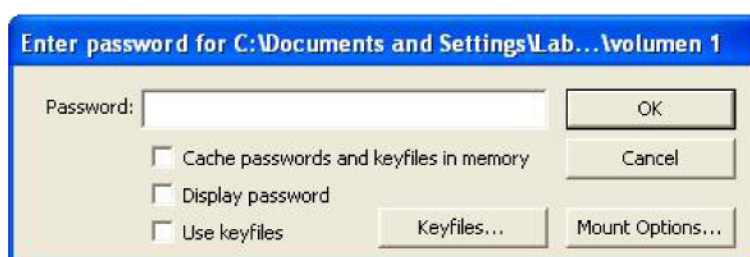 Enter password for C:\Documents and Settings\Lab...\volumen 1
Password:
OK
Cache passwords and keyfiles in memory
Cancel
Display password
Use keyfiles
Keyfiles...
Mount Options...